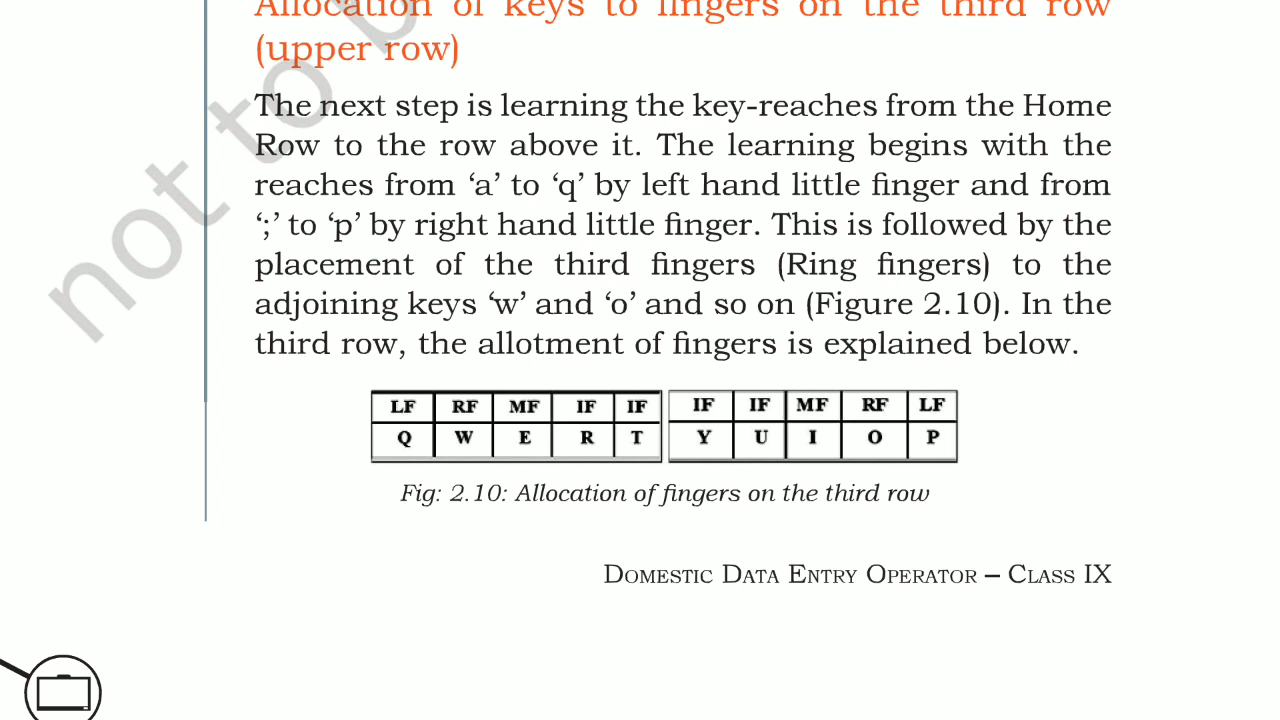 Allocation of keys to fingers on the third row
(upper row)
The next step is learning the key-reaches from the Home
Row to the row above it. The learning begins with the
reaches from ‘a’ to ‘q’ by left hand little finger and from
‘;’ to ‘p’ by right hand little finger. This is followed by the
placement of the third fingers (Ring fingers) to the
adjoining keys ‘w’ and ‘o’ and so on (Figure 2.10). In the
third row, the allotment of fingers is explained below.
LF RF MF IF IF IF IF MF RF LF
Q W E R T Y U I O P
Fig: 2.10: Allocation of fingers on the third row
Domestic Data Entry Operator – Class IX
not to b